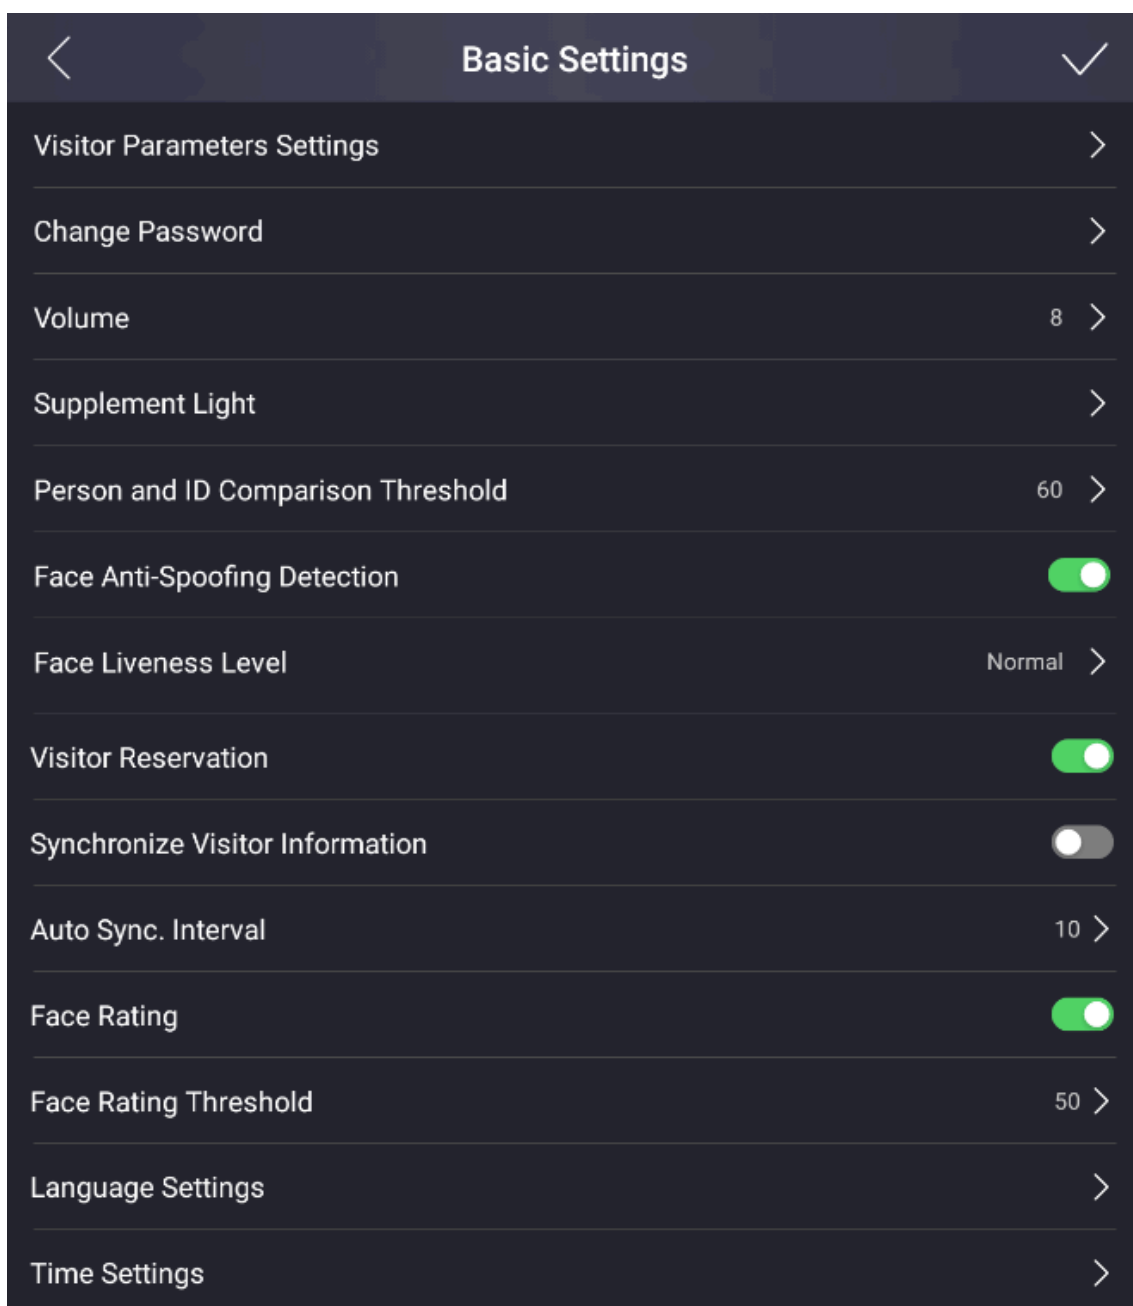 Basic Settings
Visitor Parameters Settings
Change Password
Volume 8
Supplement Light
Person and ID Comparison Threshold 60
Face Anti-Spoofing Detection
Face Liveness Level Normal
Visitor Reservation
Synchronize Visitor Information
Auto Sync. Interval 10
Face Rating
Face Rating Threshold 50
Language Settings
Time Settings